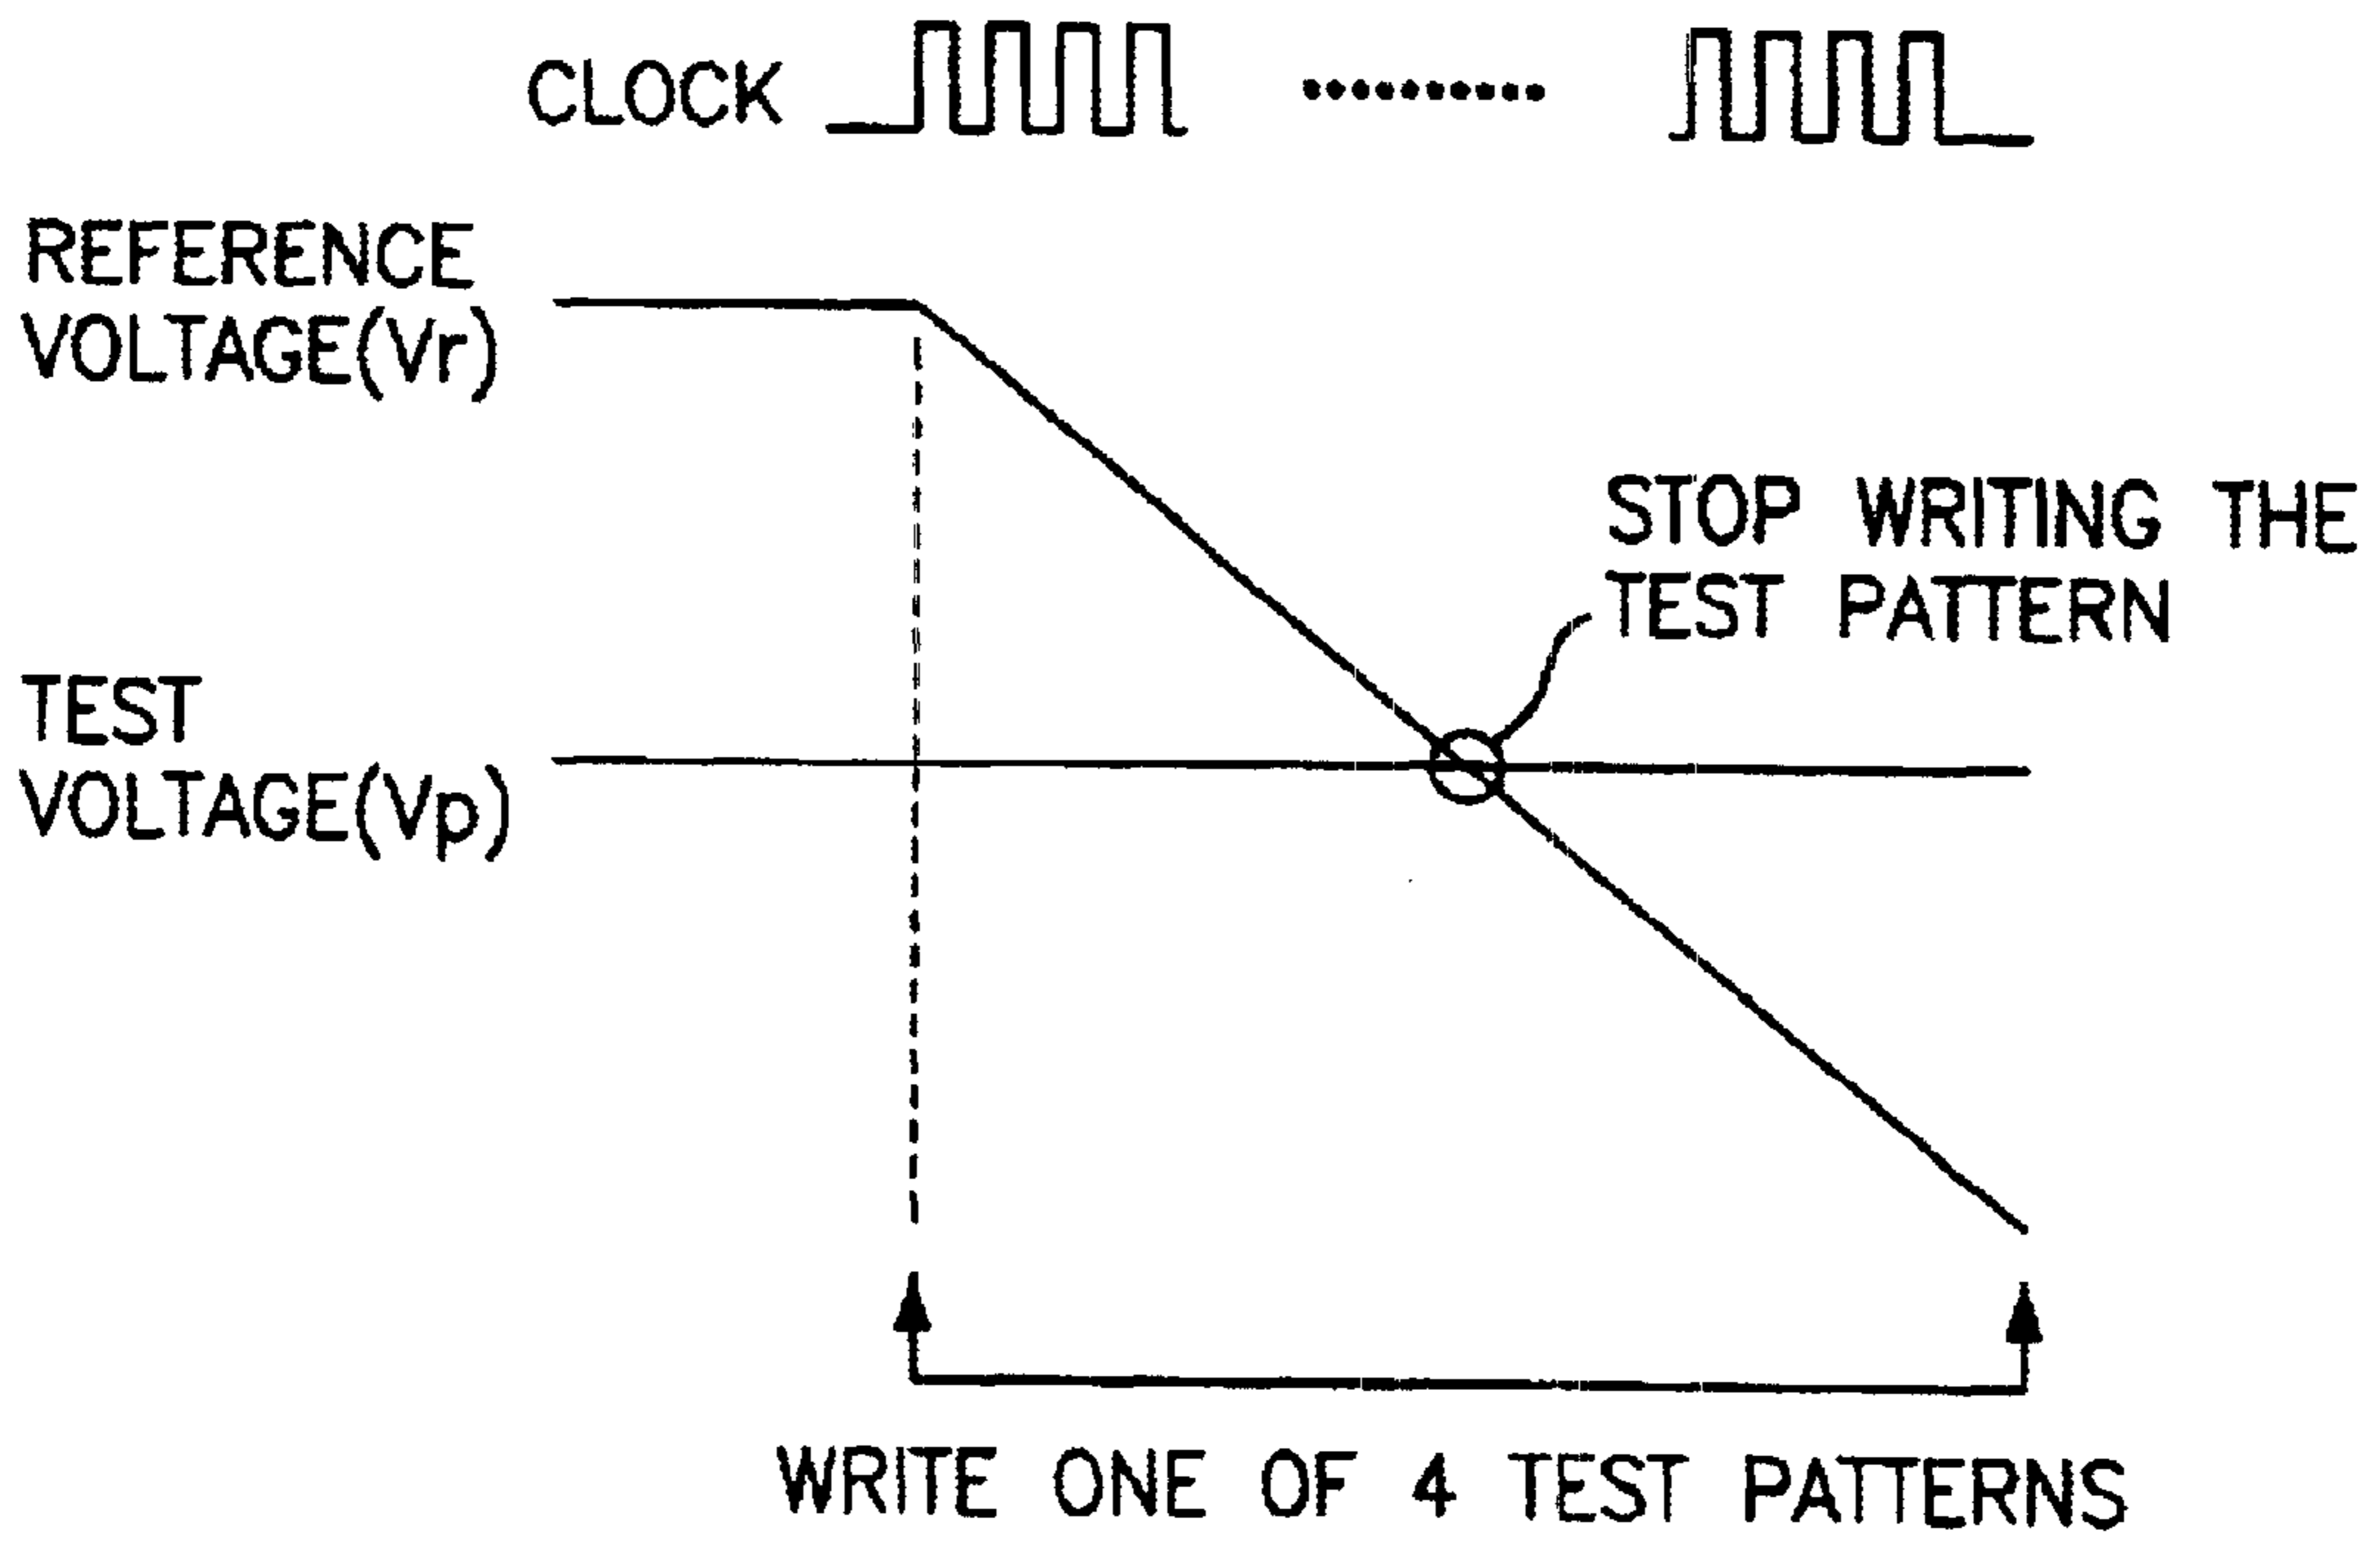 CLOCK
REFERENCE
VOLTAGE(Vr)
STOP WRITING THE
TEST PATTERN
TEST
VOLTAGE(Vp)
WRITE ONE OF 4 TEST PATTERNS